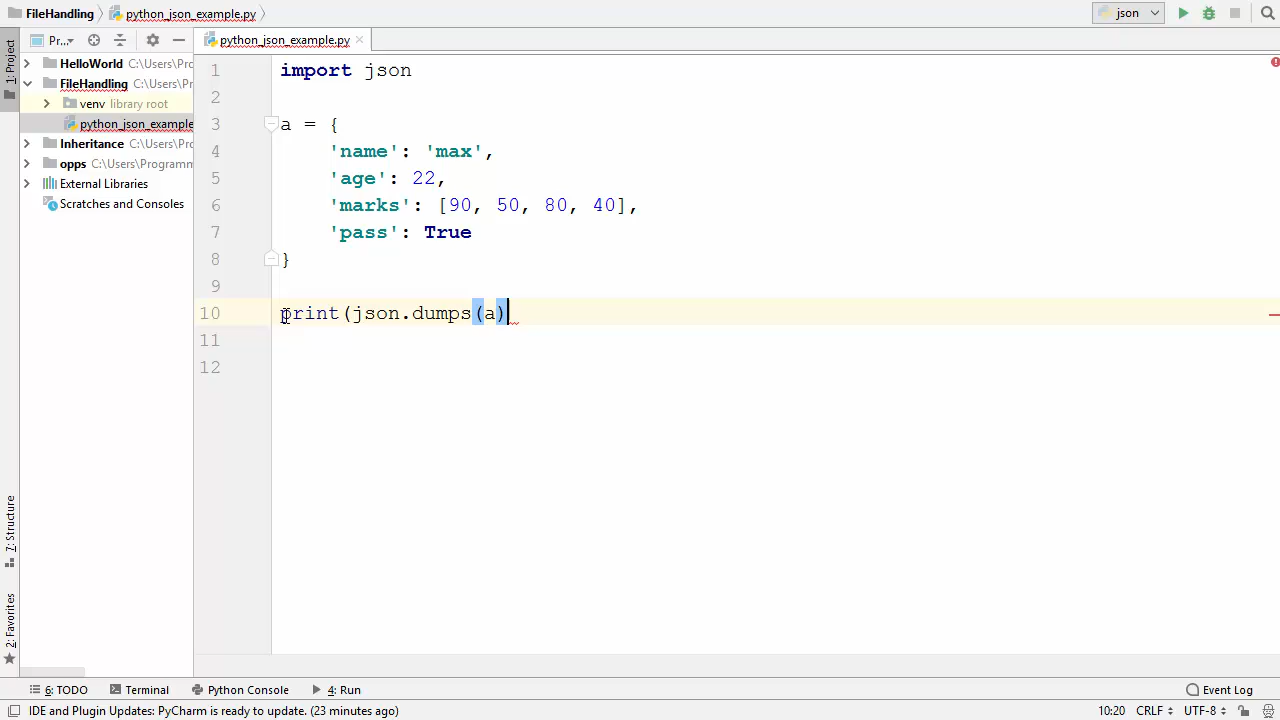 FileHandling python_json_example.py json
1: Project
Pr... python_json_example.py
HelloWorld C:\Users\Pro
FileHandling C:\Users\Pr
venv library root
python_json_example
Inheritance C:\Users\Pro
opps C:\Users\Programm
External Libraries
Scratches and Consoles
1 import json
2
3 a = {
4 'name': 'max',
5 'age': 22,
6 'marks': [90, 50, 80, 40],
7 'pass': True
8 }
9
10 print(json.dumps(a)
11
12
7: Structure
2: Favorites
6: TODO Terminal Python Console 4: Run Event Log
IDE and Plugin Updates: PyCharm is ready to update. (23 minutes ago) 10:20 CRLF UTF-8